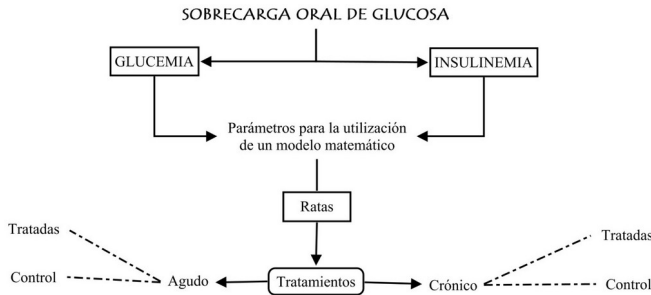 SOBRECARGA ORAL DE GLUCOSA
GLUCEMIA
INSULINEMIA
Parámetros para la utilización
de un modelo matemático
Ratas
Tratadas
Tratadas
Control
Agudo
Tratamientos
Crónico
Control